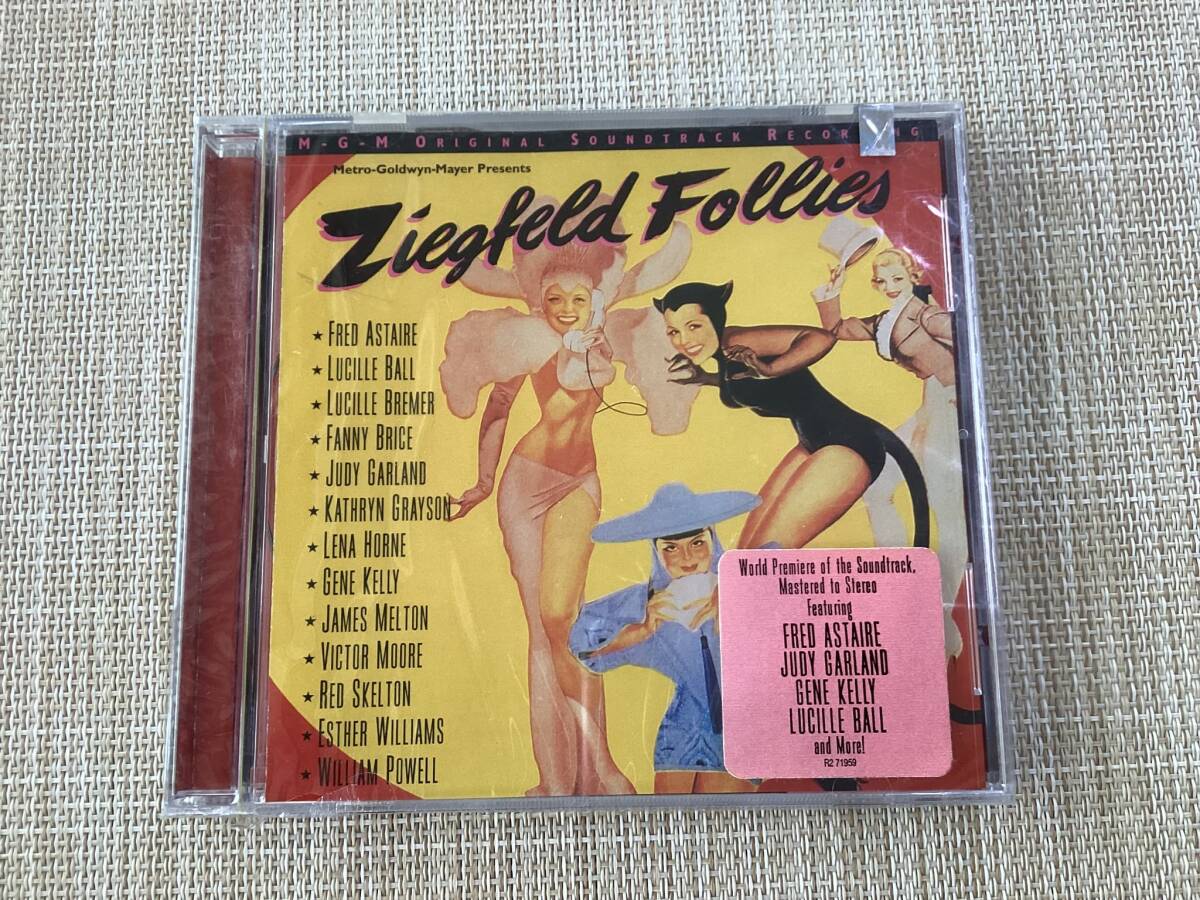 M-G-M ORIGINAL SOUNDTRACK RECORDING
Metro-Goldwyn-Mayer Presents
Ziegfeld Follies
★ FRED ASTAIRE
★ LUCILLE BALL
★ LUCILLE BREMER
★ FANNY BRICE
★ JUDY GARLAND
★ KATHRYN GRAYSON
★ LENA HORNE
★ GENE KELLY
★ JAMES MELTON
★ VICTOR MOORE
★ RED SKELTON
★ ESTHER WILLIAMS
★ WILLIAM POWELL
World Premiere of the Soundtrack,
Mastered to Stereo
Featuring
FRED ASTAIRE
JUDY GARLAND
GENE KELLY
LUCILLE BALL
and More!
R2 71959